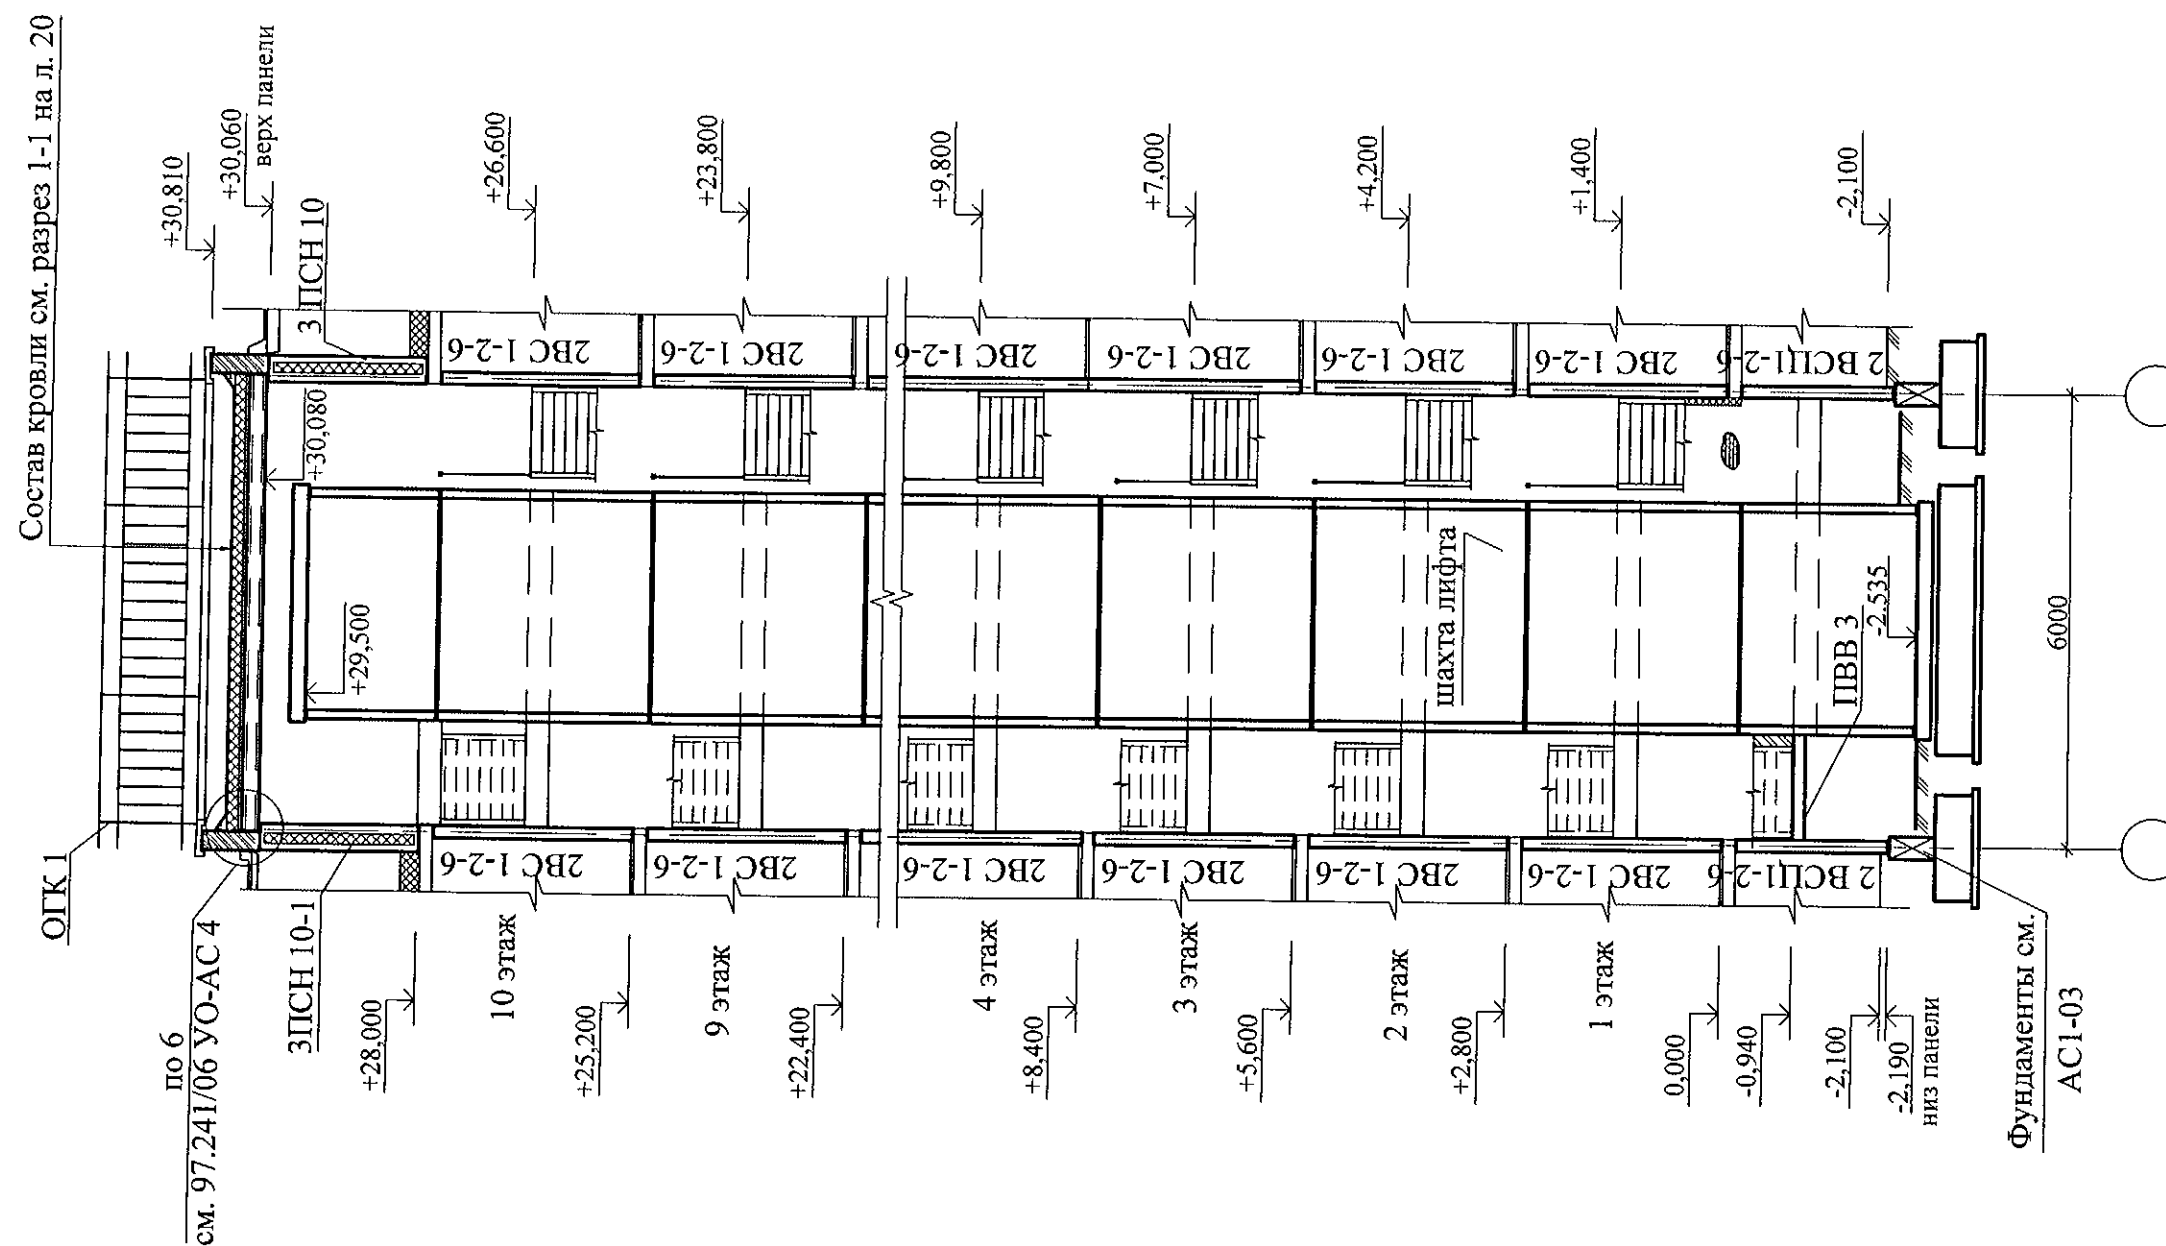 Состав кровли см. разрез 1-1 на л. 20
+30,810
+30,060
верх панели
+26,600
+23,800
+9,800
+7,000
+4,200
+1,400
-2,100
3 ПСН 10
2ВС 1-2-6
2ВС 1-2-6
2ВС 1-2-6
2ВС 1-2-6
2ВС 1-2-6
2ВС 1-2-6
2 ВСЦ1-2-6
+30,080
+29,500
шахта лифта
ПВВ 3
-2.535
6000
ОГК 1
по 6
см. 97.241/06 УО-АС 4
3ПСН 10-1
2ВС 1-2-6
2ВС 1-2-6
2ВС 1-2-6
2ВС 1-2-6
2ВС 1-2-6
2ВС 1-2-6
2 ВСЦ1-2-6
10 этаж
9 этаж
4 этаж
3 этаж
2 этаж
1 этаж
+28,000
+25,200
+22,400
+8,400
+5,600
+2,800
0,000
-0,940
-2,100
-2,190
низ панели
Фундаменты см.
АС1-03